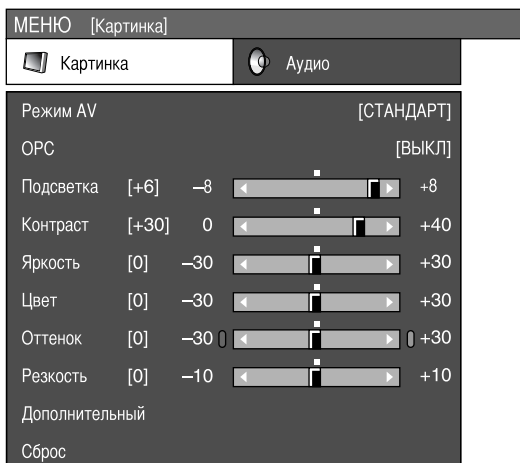 МЕНЮ [Картинка]
Картинка Аудио
Режим AV [СТАНДАРТ]
OPC [ВЫКЛ]
Подсветка [+6] –8 +8
Контраст [+30] 0 +40
Яркость [0] –30 +30
Цвет [0] –30 +30
Оттенок [0] –30 +30
Резкость [0] –10 +10
Дополнительный
Сброс